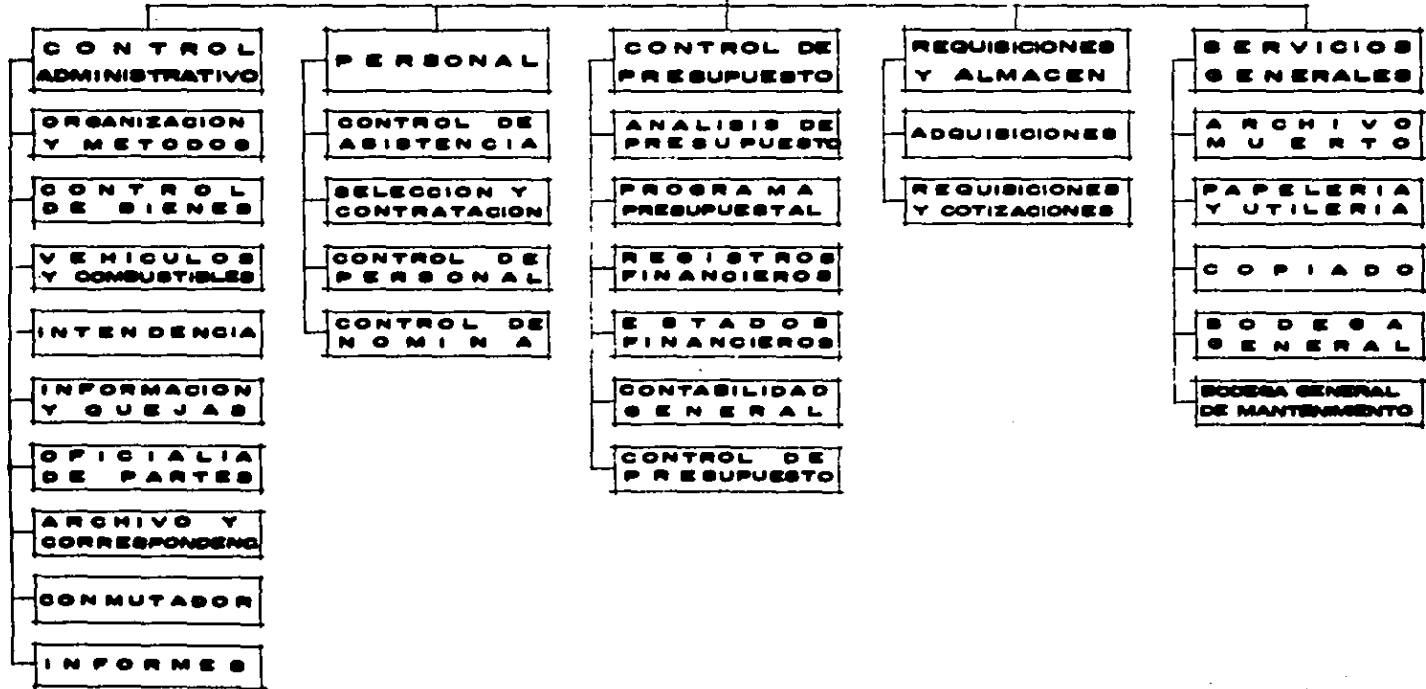 CONTROL
ADMINISTRATIVO
ORGANIZACION
Y METODOS
CONTROL
DE BIENES
VEHICULOS
Y COMBUSTIBLES
INTENDENCIA
INFORMACION
Y QUEJAS
OFICIALIA
DE PARTES
ARCHIVO Y
CORRESPONDENC
CONMUTADOR
INFORMES
PERSONAL
CONTROL DE
ASISTENCIA
SELECCION Y
CONTRATACION
CONTROL DE
PERSONAL
CONTROL DE
NOMINA
CONTROL DE
PRESUPUESTO
ANALISIS DE
PRESUPUESTO
PROGRAMA
PRESUPUESTAL
REGISTROS
FINANCIEROS
ESTADOS
FINANCIEROS
CONTABILIDAD
GENERAL
CONTROL DE
PRESUPUESTO
REQUISICIONES
Y ALMACEN
ADQUISICIONES
REQUISICIONES
Y COTIZACIONES
SERVICIOS
GENERALES
ARCHIVO
MUERTO
PAPELERIA
Y UTILERIA
COPIADO
BODEGA
GENERAL
BODEGA GENERAL
DE MANTENIMIENTO